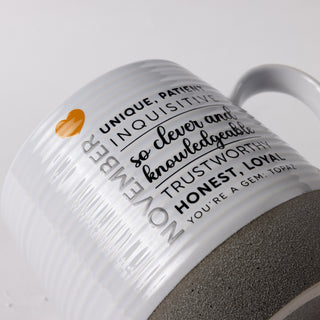 NOVEMBER
UNIQUE, PATIENT
INQUISITIVE
so clever and
knowledgeable
TRUSTWORTHY
HONEST, LOYAL
YOU'RE A GEM, TOPAZ